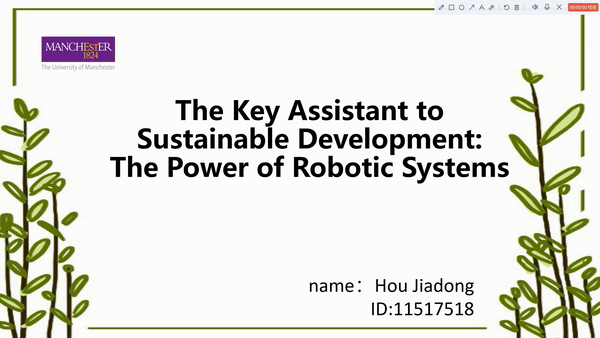 MANCHESTER
1824
The University of Manchester
The Key Assistant to
Sustainable Development:
The Power of Robotic Systems
name：Hou Jiadong
ID:11517518